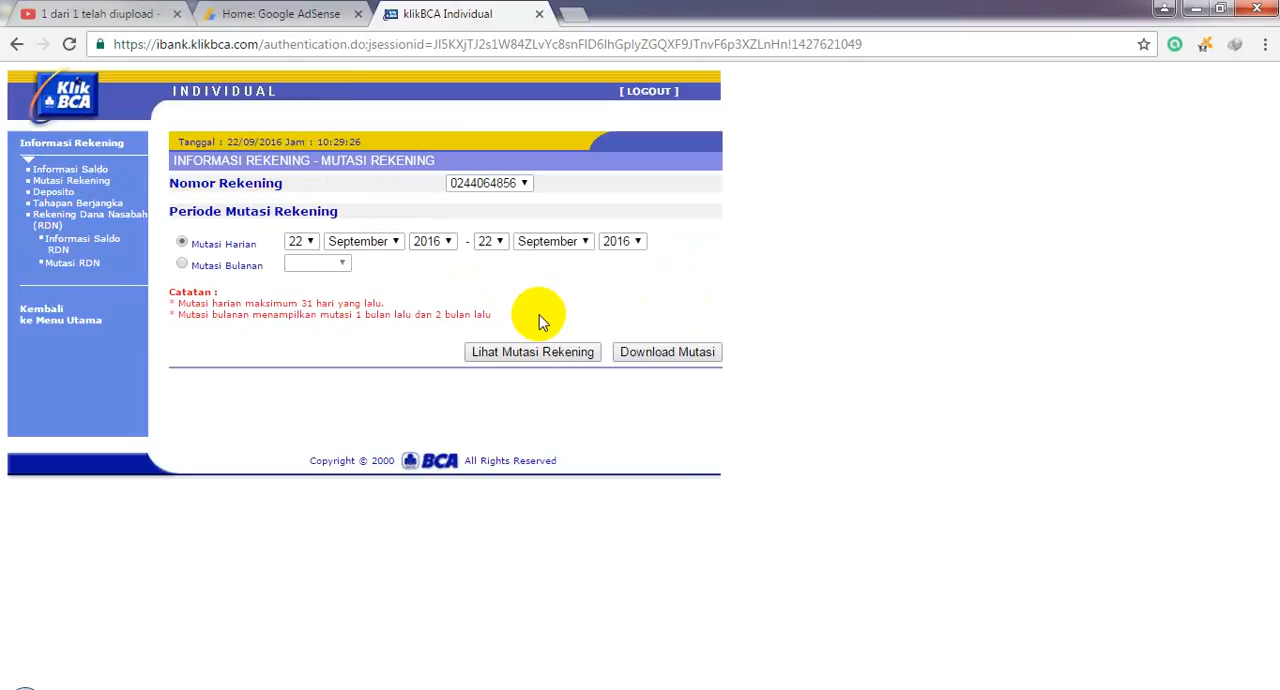 1 dari 1 telah diupload -
Home: Google AdSense
klikBCA Individual
https://ibank.klikbca.com/authentication.do;jsessionid=JI5KXjTJ2s1W84ZLvYc8snFID6IhGplyZGQXF9JTnvF6p3XZLnHn!1427621049
Klik
BCA
INDIVIDUAL
[ LOGOUT ]
Informasi Rekening
Informasi Saldo
Mutasi Rekening
Deposito
Tahapan Berjangka
Rekening Dana Nasabah
(RDN)
Informasi Saldo
RDN
Mutasi RDN
Kembali
ke Menu Utama
Tanggal : 22/09/2016 Jam : 10:29:26
INFORMASI REKENING - MUTASI REKENING
Nomor Rekening 0244064856
Periode Mutasi Rekening
Mutasi Harian 22 September 2016 - 22 September 2016
Mutasi Bulanan
Catatan :
* Mutasi harian maksimum 31 hari yang lalu.
* Mutasi bulanan menampilkan mutasi 1 bulan lalu dan 2 bulan lalu
Lihat Mutasi Rekening Download Mutasi
Copyright © 2000 BCA All Rights Reserved